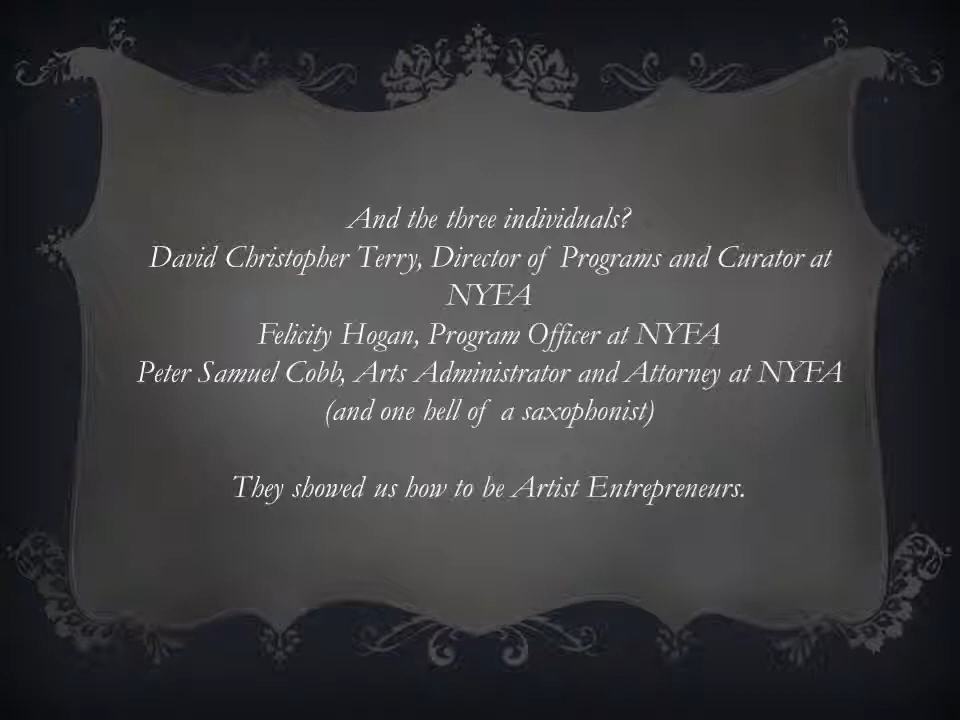 And the three individuals?
David Christopher Terry, Director of Programs and Curator at
NYFA
Felicity Hogan, Program Officer at NYFA
Peter Samuel Cobb, Arts Administrator and Attorney at NYFA
(and one hell of a saxophonist)
They showed us how to be Artist Entrepreneurs.